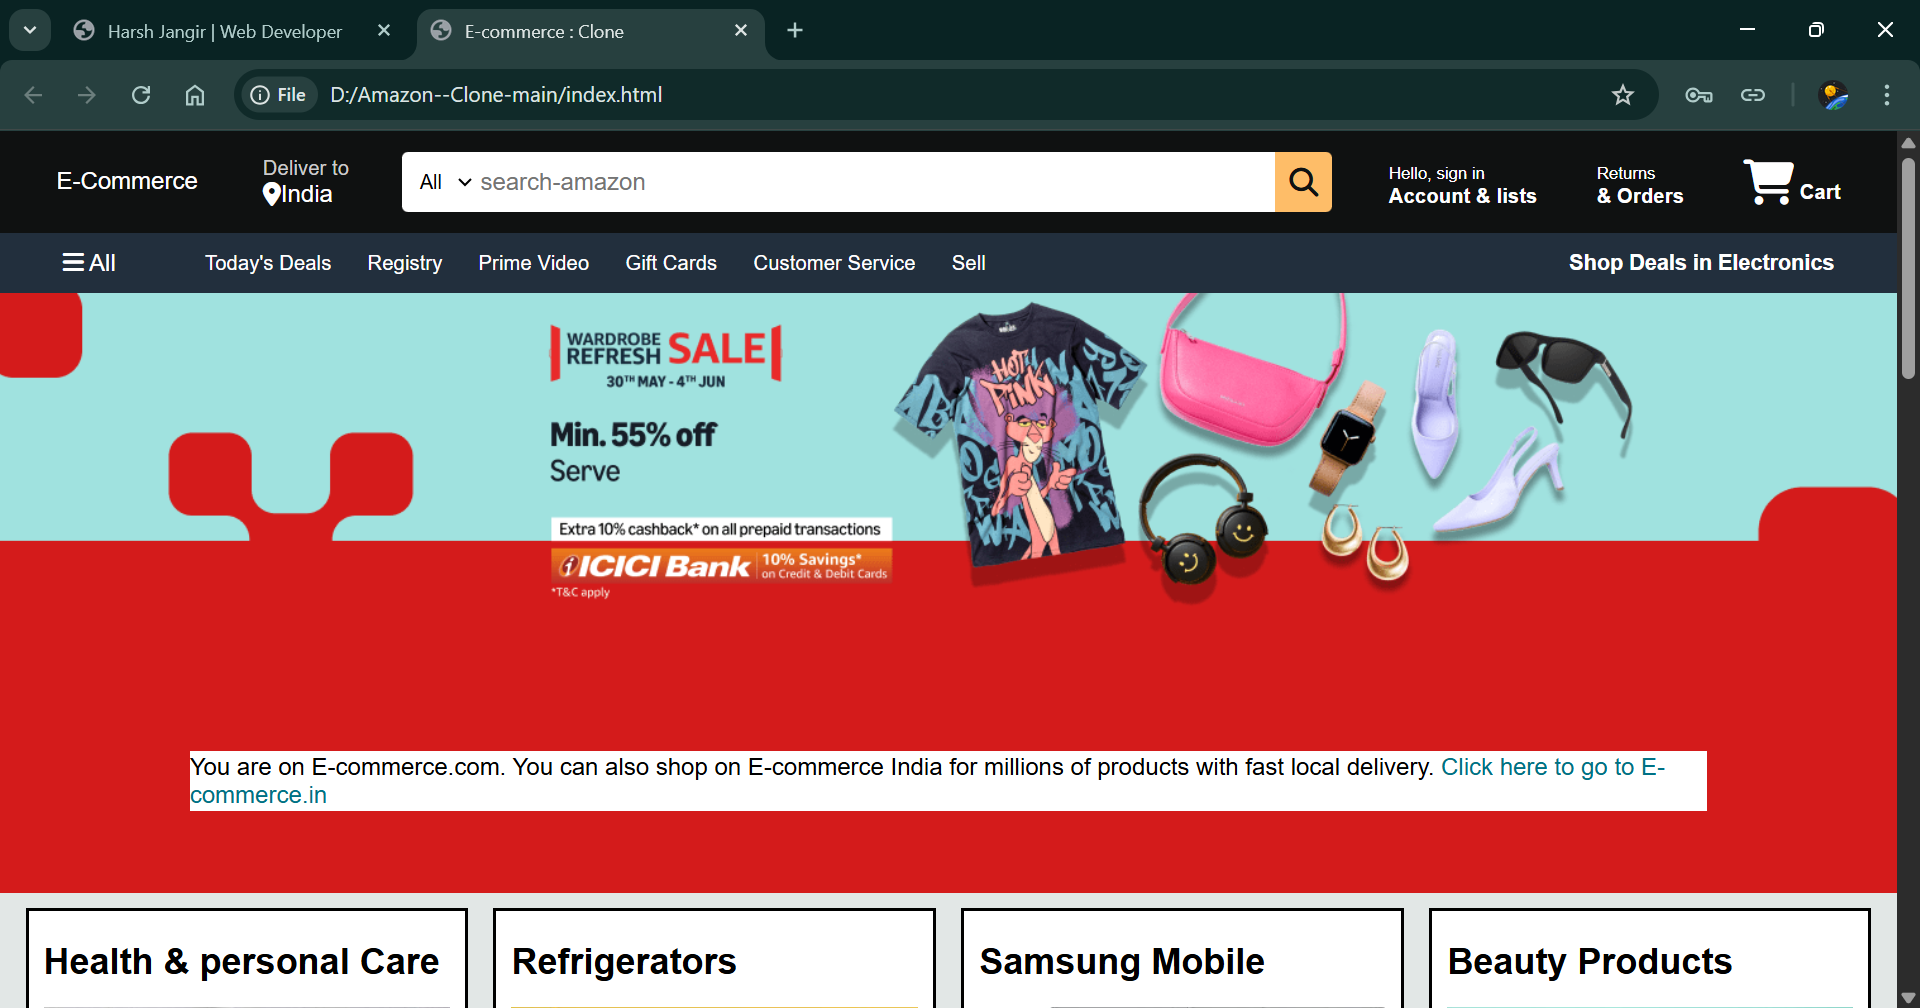 Harsh Jangir | Web Developer
E-commerce : Clone
File
D:/Amazon--Clone-main/index.html
E-Commerce
Deliver to
India
All
search-amazon
Hello, sign in
Account & lists
Returns
& Orders
Cart
All
Today's Deals
Registry
Prime Video
Gift Cards
Customer Service
Sell
Shop Deals in Electronics
WARDROBE
REFRESH SALE
30TH MAY - 4TH JUN
Min. 55% off
Serve
Extra 10% cashback* on all prepaid transactions
ICICI Bank
10% Savings*
on Credit & Debit Cards
*T&C apply
HOT
PINK
You are on E-commerce.com. You can also shop on E-commerce India for millions of products with fast local delivery. Click here to go to E-
commerce.in
Health & personal Care
Refrigerators
Samsung Mobile
Beauty Products